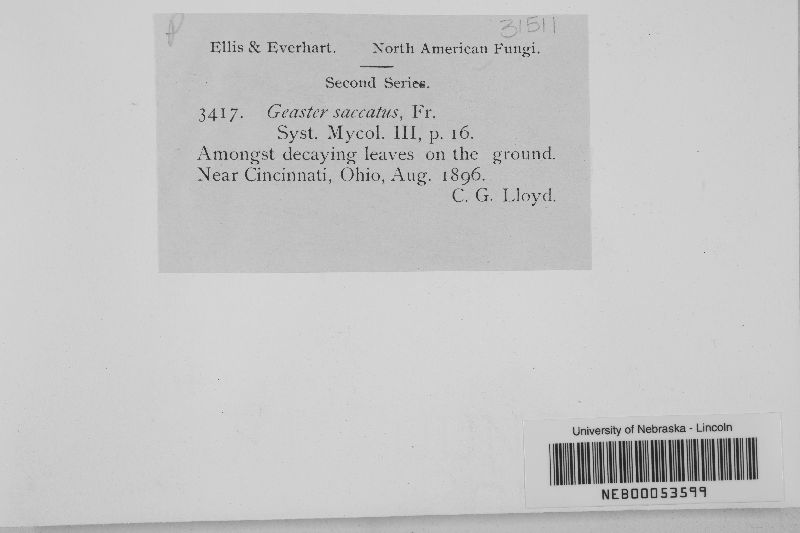 31511
Ellis & Everhart. North American Fungi.
Second Series.
3417. Geaster saccatus, Fr.
Syst. Mycol. III, p. 16.
Amongst decaying leaves on the ground.
Near Cincinnati, Ohio, Aug. 1896.
C. G. Lloyd.
University of Nebraska - Lincoln
NEB00053599